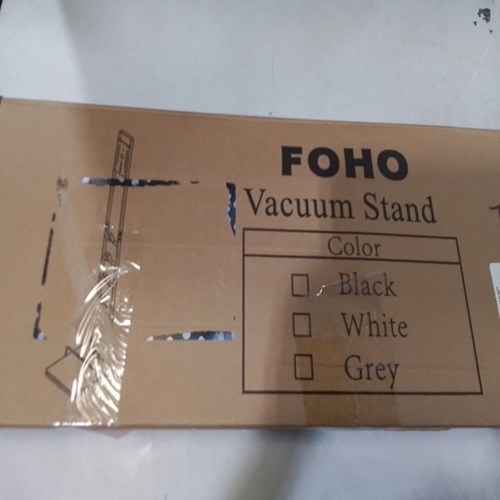 FOHO
Vacuum Stand
Color
Black
White
Grey